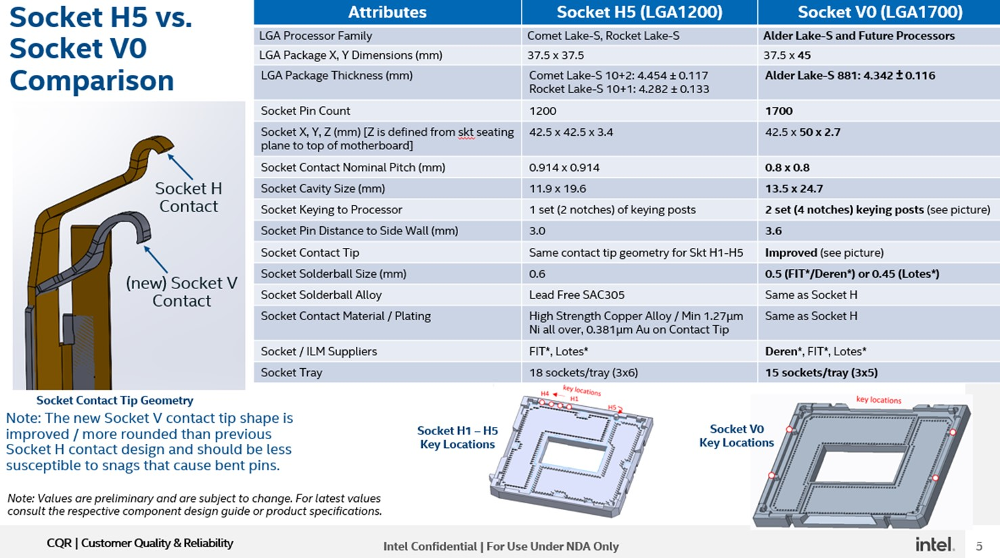 Socket H5 vs.
Socket V0
Comparison
Attributes
Socket H5 (LGA1200)
Socket V0 (LGA1700)
LGA Processor Family
Comet Lake-S, Rocket Lake-S
Alder Lake-S and Future Processors
LGA Package X, Y Dimensions (mm)
37.5 x 37.5
37.5 x 45
LGA Package Thickness (mm)
Comet Lake-S 10+2: 4.454 ± 0.117
Rocket Lake-S 10+1: 4.282 ± 0.133
Alder Lake-S 881: 4.342 ± 0.116
Socket Pin Count
1200
1700
Socket X, Y, Z (mm) [Z is defined from skt seating
plane to top of motherboard]
42.5 x 42.5 x 3.4
42.5 x 50 x 2.7
Socket Contact Nominal Pitch (mm)
0.914 x 0.914
0.8 x 0.8
Socket Cavity Size (mm)
11.9 x 19.6
13.5 x 24.7
Socket Keying to Processor
1 set (2 notches) of keying posts
2 set (4 notches) keying posts (see picture)
Socket Pin Distance to Side Wall (mm)
3.0
3.6
Socket Contact Tip
Same contact tip geometry for Skt H1-H5
Improved (see picture)
Socket Solderball Size (mm)
0.6
0.5 (FIT*/Deren*) or 0.45 (Lotes*)
Socket Solderball Alloy
Lead Free SAC305
Same as Socket H
Socket Contact Material / Plating
High Strength Copper Alloy / Min 1.27µm
Ni all over, 0.381µm Au on Contact Tip
Same as Socket H
Socket / ILM Suppliers
FIT*, Lotes*
Deren*, FIT*, Lotes*
Socket Tray
18 sockets/tray (3x6)
15 sockets/tray (3x5)
Socket H
Contact
(new) Socket V
Contact
Socket Contact Tip Geometry
Note: The new Socket V contact tip shape is
improved / more rounded than previous
Socket H contact design and should be less
susceptible to snags that cause bent pins.
Note: Values are preliminary and are subject to change. For latest values
consult the respective component design guide or product specifications.
Socket H1 – H5
Key Locations
key locations
H4
H1
H5
Socket V0
Key Locations
key locations
CQR | Customer Quality & Reliability
Intel Confidential | For Use Under NDA Only
intel.
5